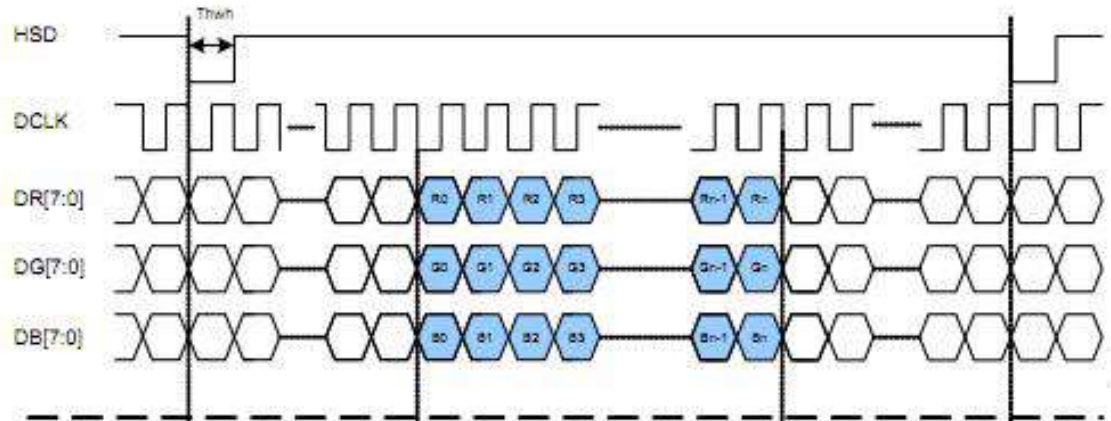 Thwh
HSD
DCLK
DR[7:0] R0 R1 R2 R3 Rn-1 Rn
DG[7:0] G0 G1 G2 G3 Gn-1 Gn
DB[7:0] B0 B1 B2 B3 Bn-1 Bn